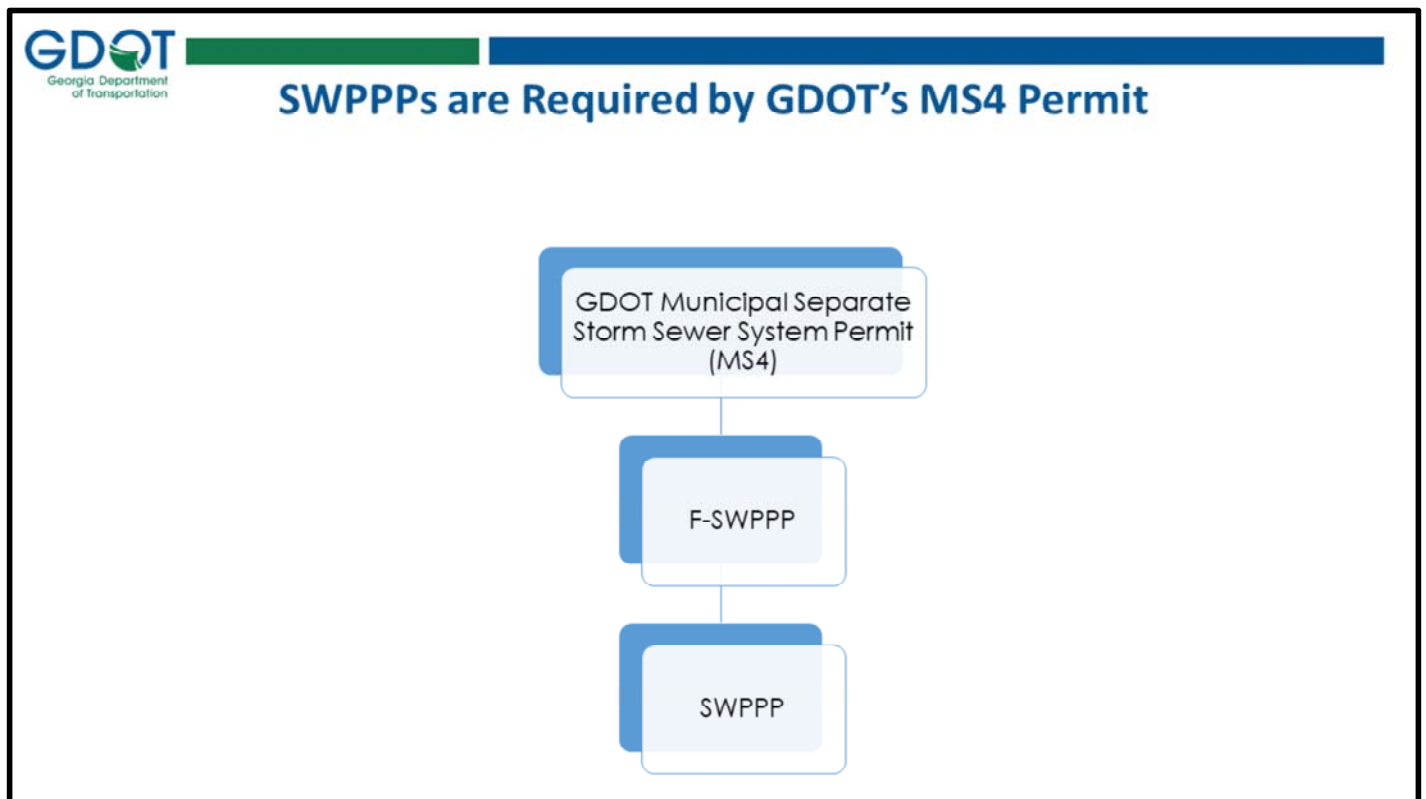 GDOT
Georgia Department
of Transportation
SWPPPs are Required by GDOT's MS4 Permit
GDOT Municipal Separate
Storm Sewer System Permit
(MS4)
F-SWPPP
SWPPP